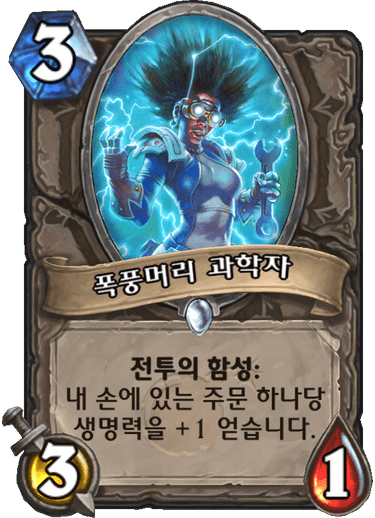 3
폭풍머리 과학자
전투의 함성:
내 손에 있는 주문 하나당
생명력을 +1 얻습니다.
3
1